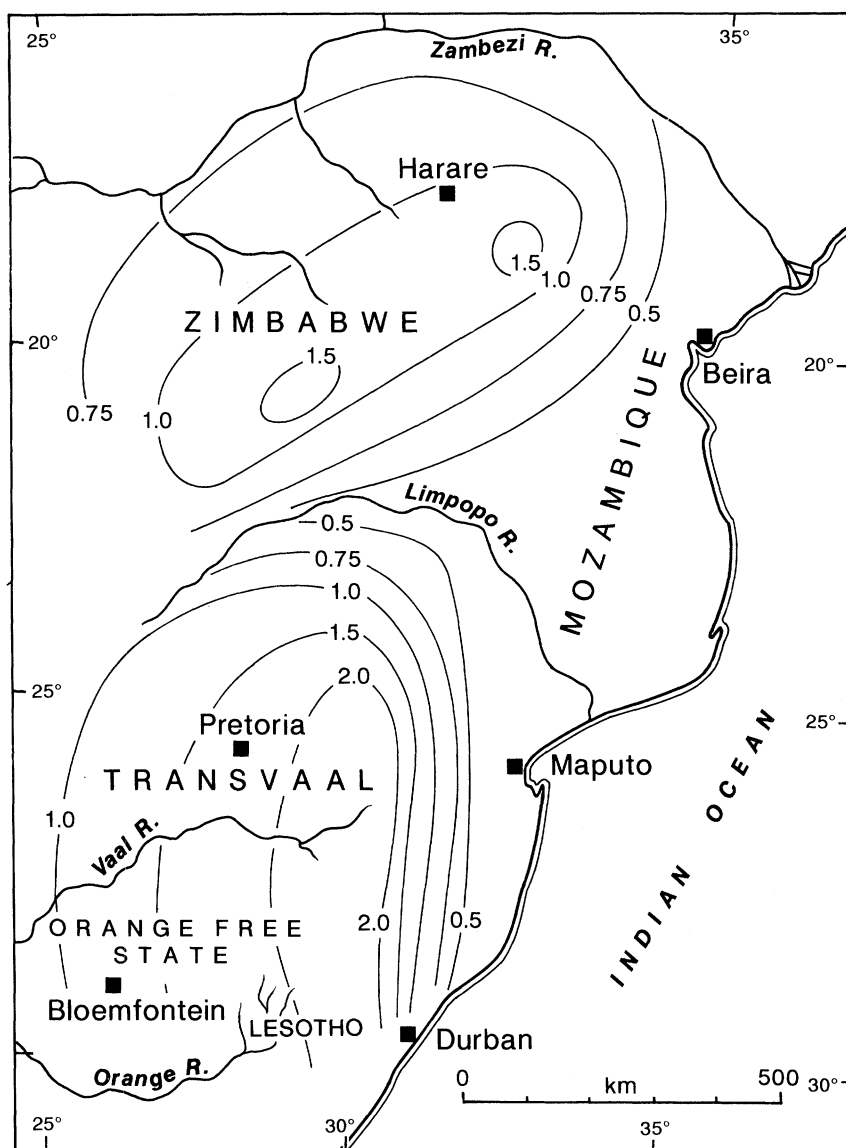 25°
35°
Zambezi R.
Harare
1.5
1.0
0.75
0.5
ZIMBABWE
20°
1.5
Beira
20°
0.75
1.0
MOZAMBIQUE
Limpopo R.
0.5
0.75
1.0
1.5
2.0
25°
Pretoria
25°
TRANSVAAL
Maputo
INDIAN OCEAN
1.0
Vaal R.
2.0
0.5
ORANGE FREE
STATE
Bloemfontein
LESOTHO
Durban
Orange R.
0 km 500
30°
25°
30°
35°